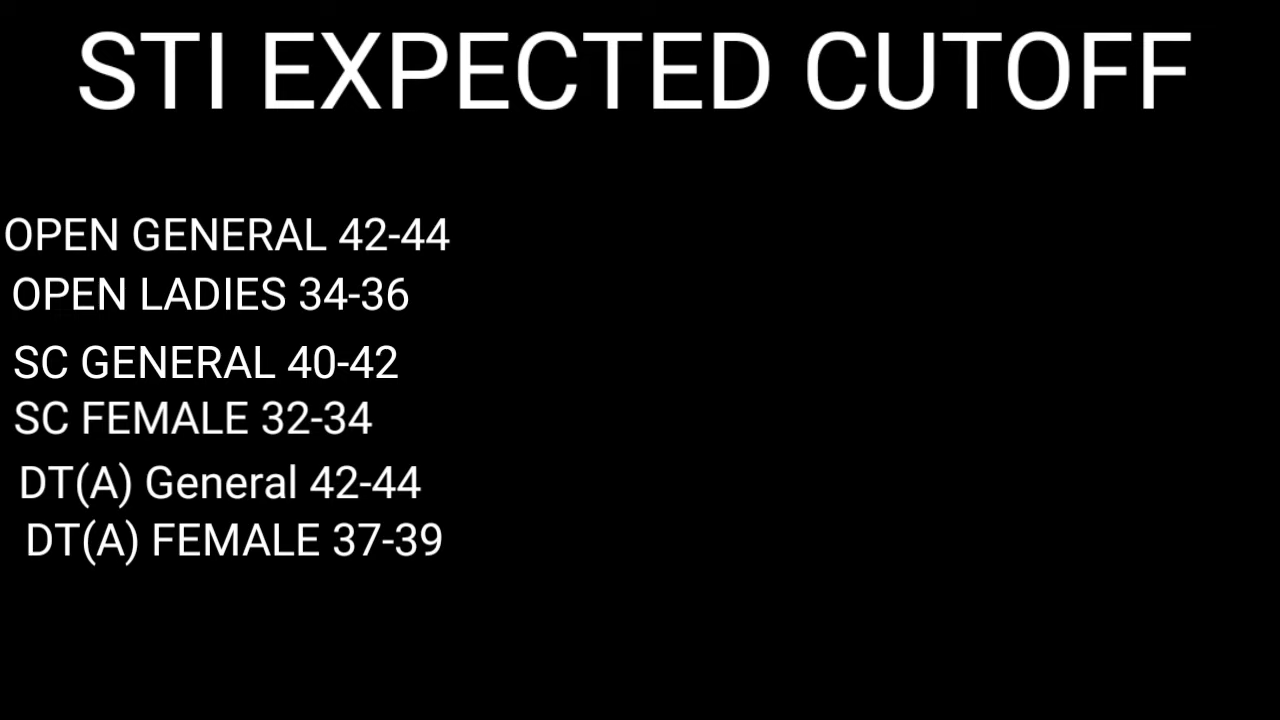 STI EXPECTED CUTOFF
OPEN GENERAL 42-44
OPEN LADIES 34-36
SC GENERAL 40-42
SC FEMALE 32-34
DT(A) General 42-44
DT(A) FEMALE 37-39